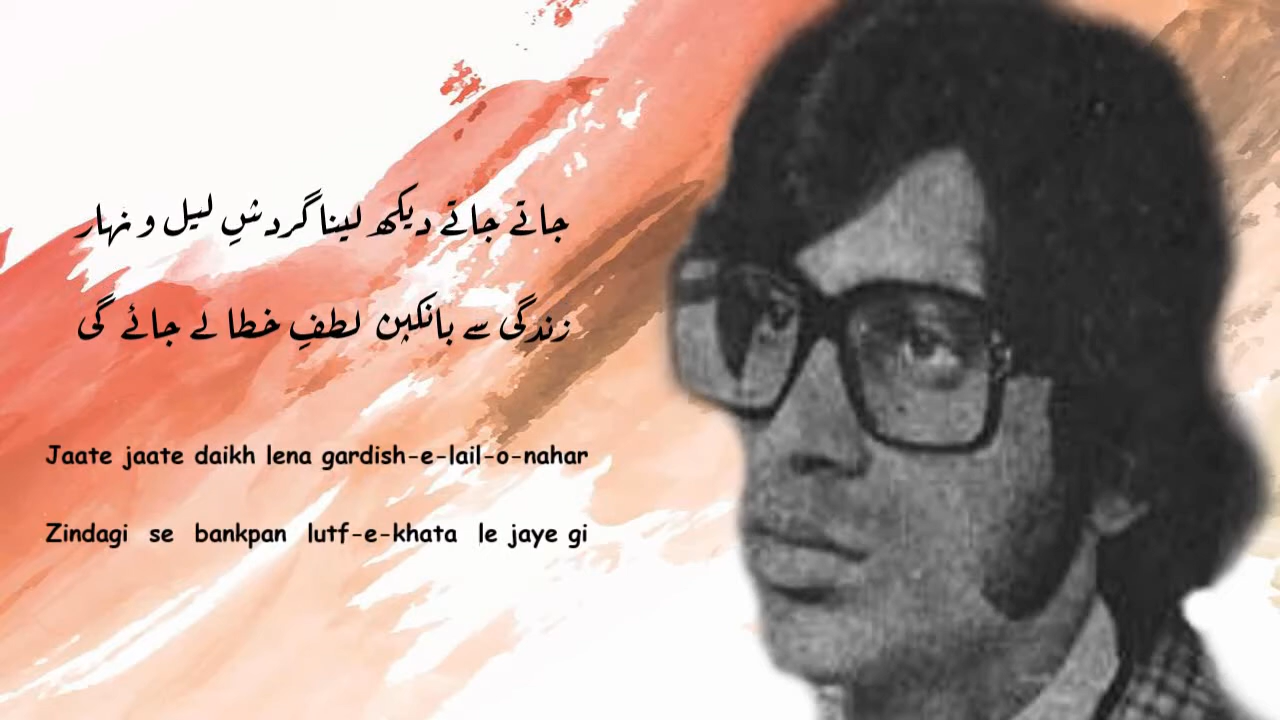 جاتے جاتے دیکھ لینا گردشِ لیل و نہار
زندگی سے بانکپن لطفِ خطا لے جائے گی
Jaate jaate daikh lena gardish-e-lail-o-nahar
Zindagi se bankpan lutf-e-khata le jaye gi